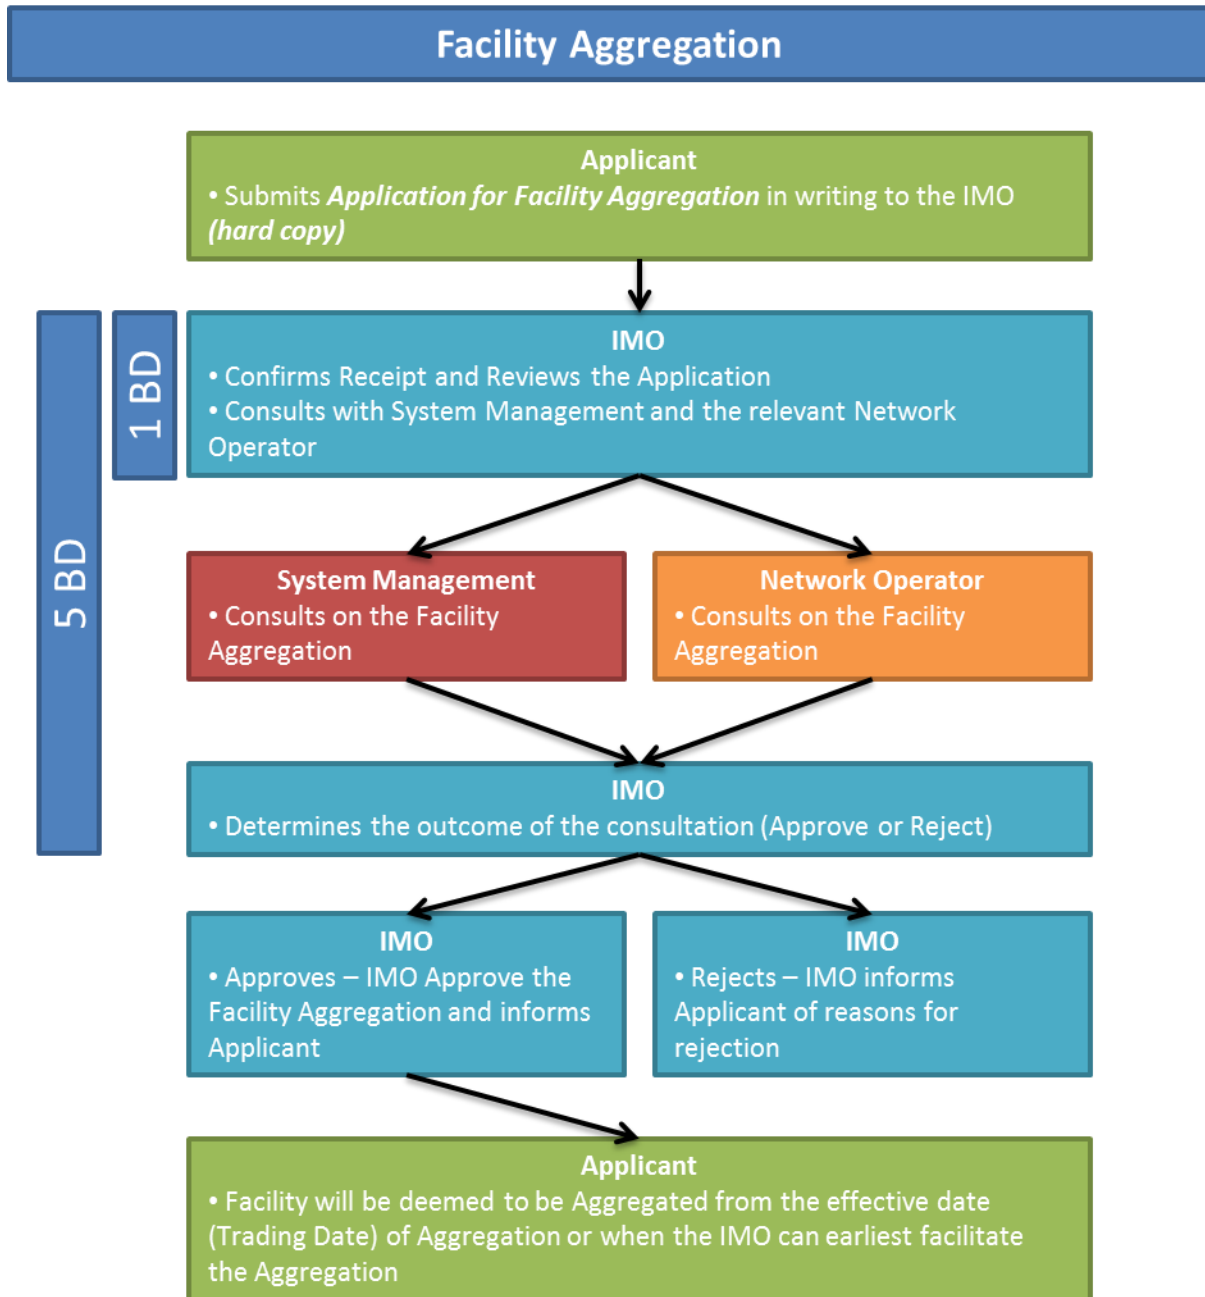 Facility Aggregation
Applicant
• Submits Application for Facility Aggregation in writing to the IMO
(hard copy)
5 BD
1 BD
IMO
• Confirms Receipt and Reviews the Application
• Consults with System Management and the relevant Network
Operator
System Management
• Consults on the Facility
Aggregation
Network Operator
• Consults on the Facility
Aggregation
IMO
• Determines the outcome of the consultation (Approve or Reject)
IMO
• Approves – IMO Approve the
Facility Aggregation and informs
Applicant
IMO
• Rejects – IMO informs
Applicant of reasons for
rejection
Applicant
• Facility will be deemed to be Aggregated from the effective date
(Trading Date) of Aggregation or when the IMO can earliest facilitate
the Aggregation